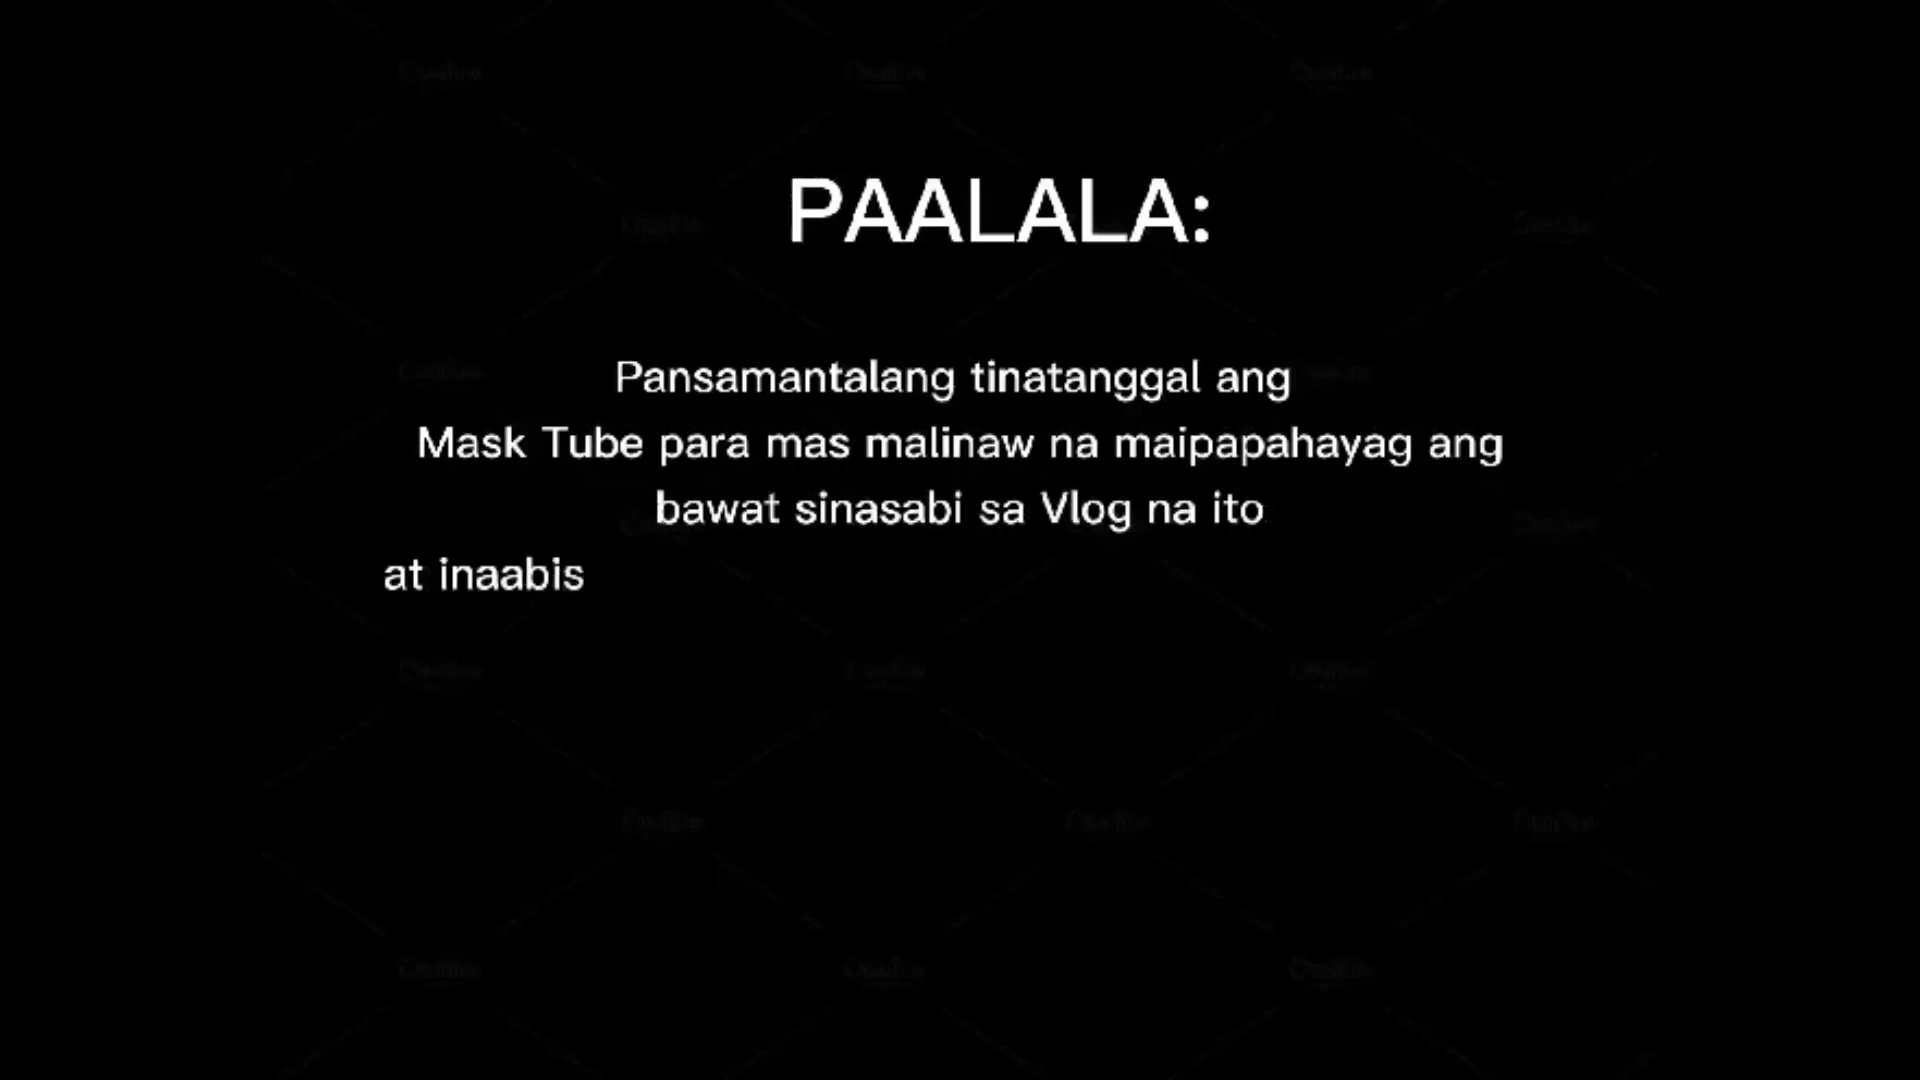 PAALALA:
Pansamantalang tinatanggal ang
Mask Tube para mas malinaw na maipapahayag ang
bawat sinasabi sa Vlog na ito
at inaabis